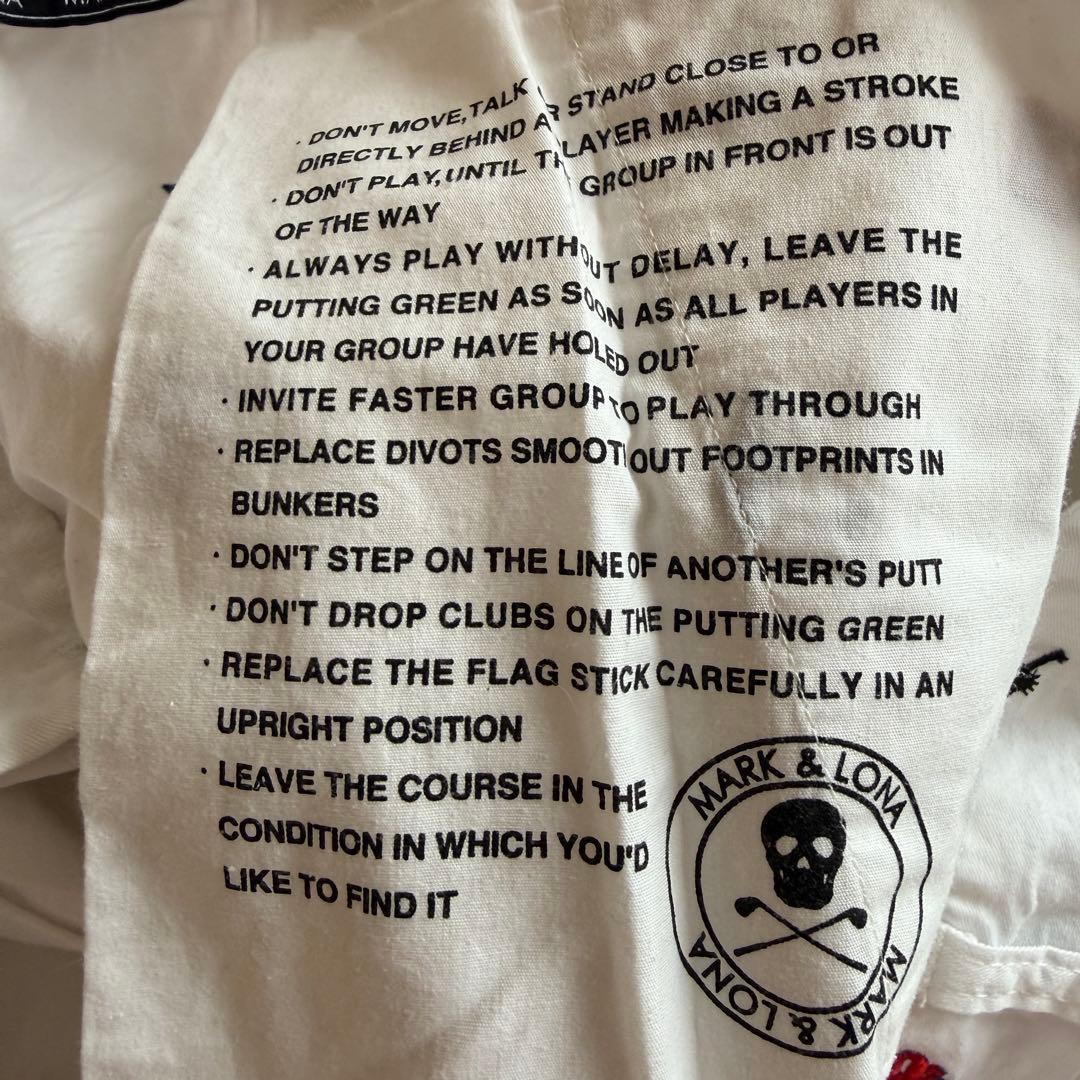 · DON'T MOVE, TALK STAND CLOSE TO OR
DIRECTLY BEHIND A PLAYER MAKING A STROKE
· DON'T PLAY, UNTIL THE GROUP IN FRONT IS OUT
OF THE WAY
· ALWAYS PLAY WITHOUT DELAY, LEAVE THE
PUTTING GREEN AS SOON AS ALL PLAYERS IN
YOUR GROUP HAVE HOLED OUT
· INVITE FASTER GROUP TO PLAY THROUGH
· REPLACE DIVOTS SMOOTH OUT FOOTPRINTS IN
BUNKERS
· DON'T STEP ON THE LINE OF ANOTHER'S PUTT
· DON'T DROP CLUBS ON THE PUTTING GREEN
· REPLACE THE FLAG STICK CAREFULLY IN AN
UPRIGHT POSITION
· LEAVE THE COURSE IN THE
CONDITION IN WHICH YOU'D
LIKE TO FIND IT
MARK & LONA
MARK & LONA